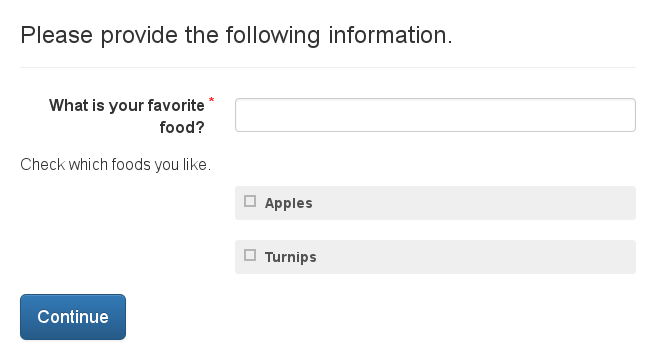 Please provide the following information.
What is your favorite *
food?
Check which foods you like.
Apples
Turnips
Continue